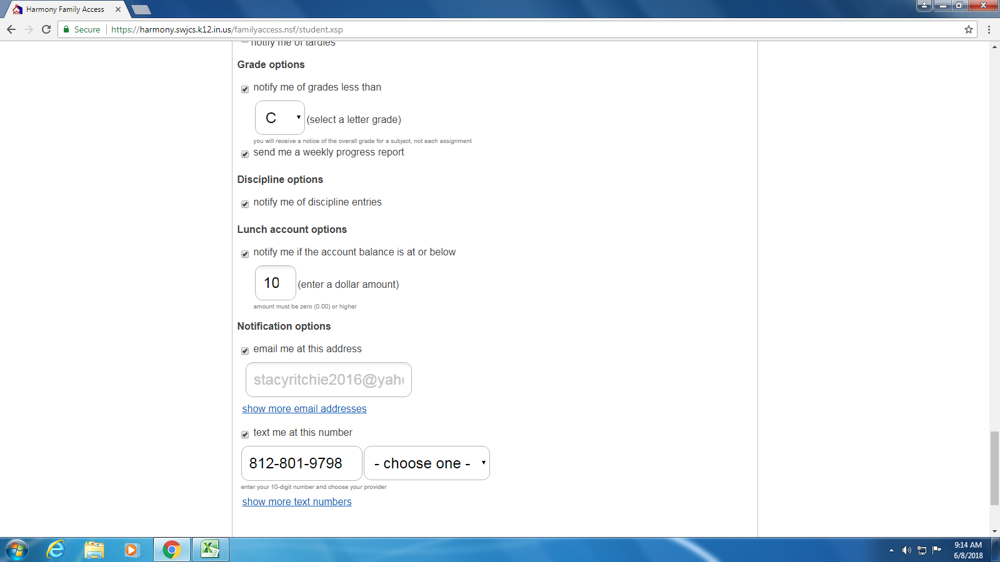 Harmony Family Access
Secure https://harmony.swjcs.k12.in.us/familyaccess.nsf/student.xsp
notify me of tardies
Grade options
notify me of grades less than
C (select a letter grade)
you will receive a notice of the overall grade for a subject, not each assignment
send me a weekly progress report
Discipline options
notify me of discipline entries
Lunch account options
notify me if the account balance is at or below
10 (enter a dollar amount)
amount must be zero (0.00) or higher
Notification options
email me at this address
stacyritchie2016@yah
show more email addresses
text me at this number
812-801-9798 - choose one -
enter your 10-digit number and choose your provider
show more text numbers
9:14 AM
6/8/2018